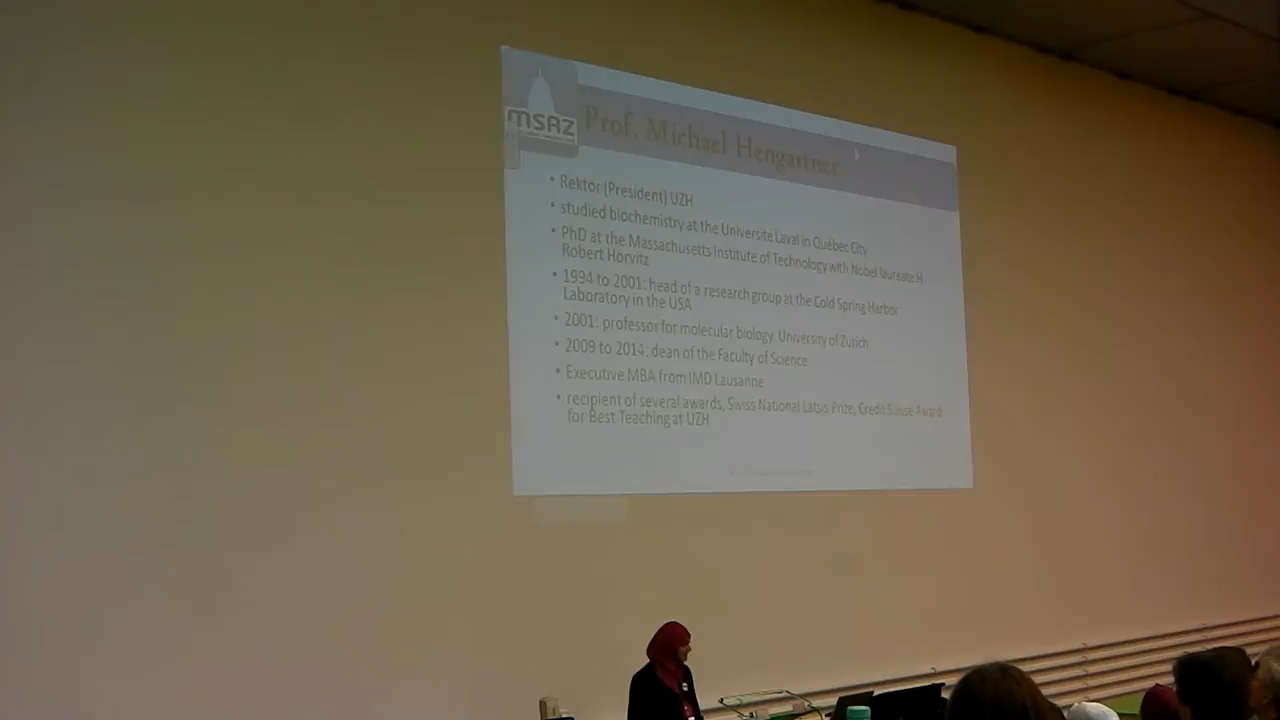 MSAZ
Prof. Michael Hengartner
• Rektor (President) UZH
• studied biochemistry at the Université Laval in Québec City
• PhD at the Massachusetts Institute of Technology with Nobel laureate H
Robert Horvitz
• 1994 to 2001: head of a research group at the Cold Spring Harbor
Laboratory in the USA
• 2001: professor for molecular biology, University of Zurich
• 2009 to 2014: dean of the Faculty of Science
• Executive MBA from IMD Lausanne
• recipient of several awards, Swiss National Latsis Prize, Credit Suisse Award
for Best Teaching at UZH